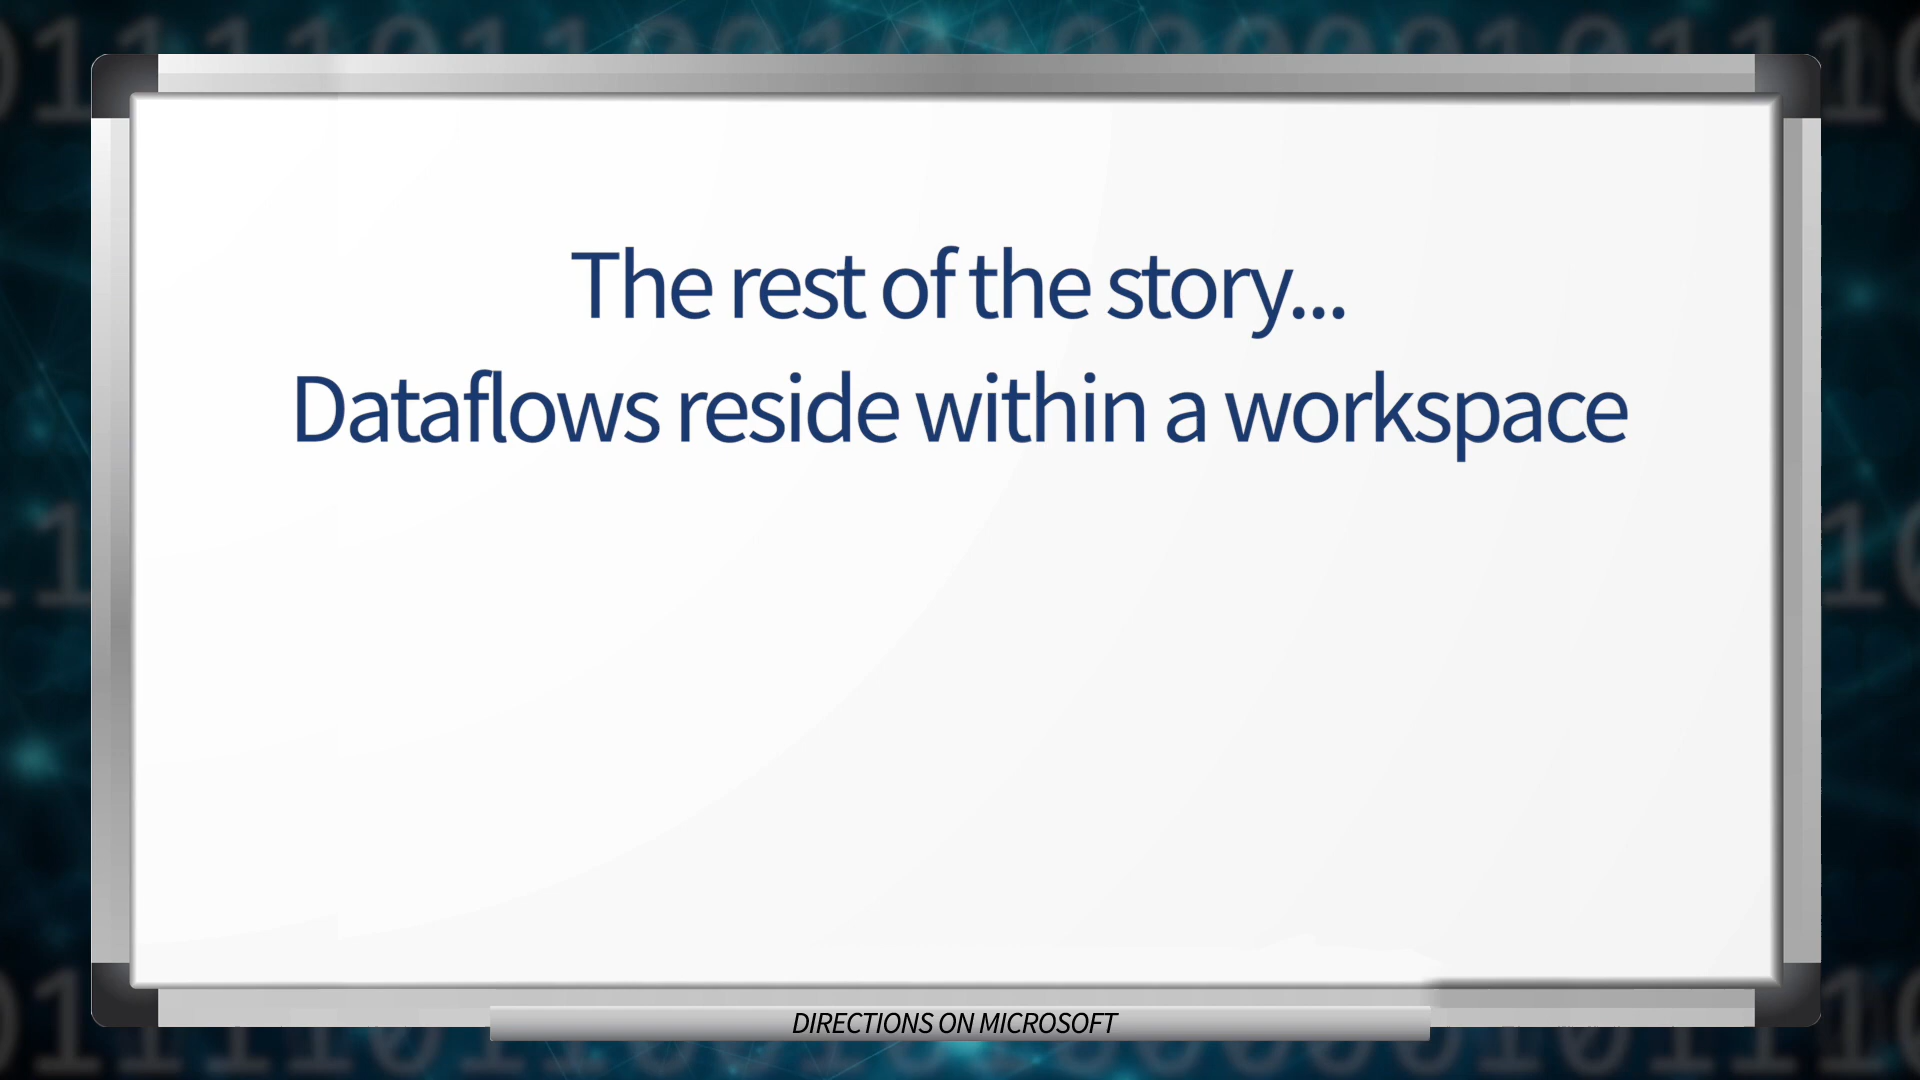 The rest of the story...
Dataflows reside within a workspace
DIRECTIONS ON MICROSOFT